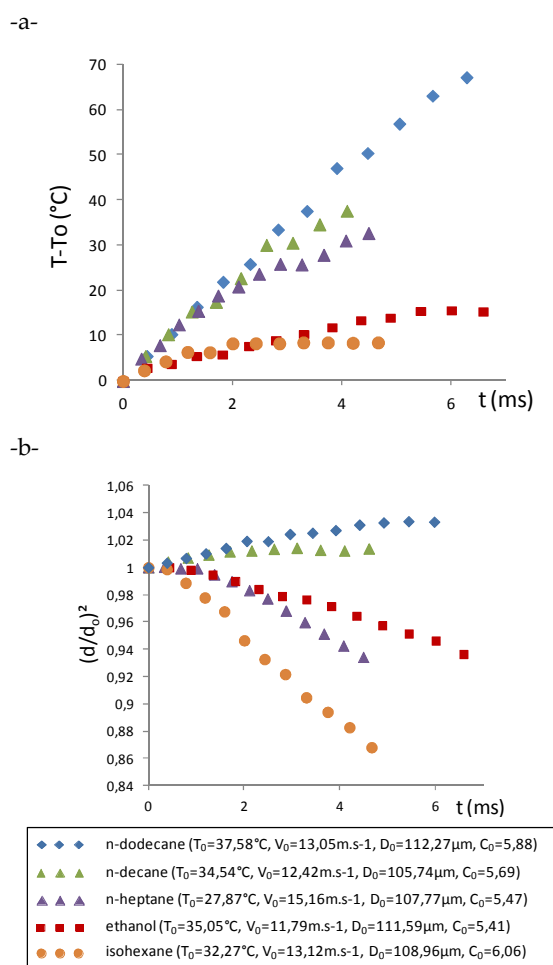 -a-
70
60
50
40
30
20
10
0
T-To (°C)
0 2 4 6
t (ms)
-b-
1,06
1,04
1,02
1
0,98
0,96
0,94
0,92
0,9
0,88
0,86
0,84
(d/d₀)²
0 2 4 6
t (ms)
n-dodecane (T₀=37,58°C, V₀=13,05m.s-1, D₀=112,27µm, C₀=5,88)
n-decane (T₀=34,54°C, V₀=12,42m.s-1, D₀=105,74µm, C₀=5,69)
n-heptane (T₀=27,87°C, V₀=15,16m.s-1, D₀=107,77µm, C₀=5,47)
ethanol (T₀=35,05°C, V₀=11,79m.s-1, D₀=111,59µm, C₀=5,41)
isohexane (T₀=32,27°C, V₀=13,12m.s-1, D₀=108,96µm, C₀=6,06)